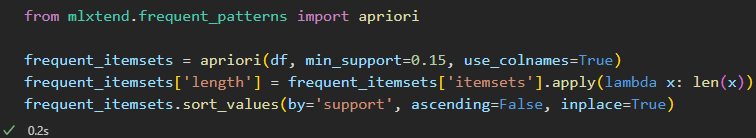 from mlxtend.frequent_patterns import apriori
frequent_itemsets = apriori(df, min_support=0.15, use_colnames=True)
frequent_itemsets['length'] = frequent_itemsets['itemsets'].apply(lambda x: len(x))
frequent_itemsets.sort_values(by='support', ascending=False, inplace=True)
✓ 0.2s